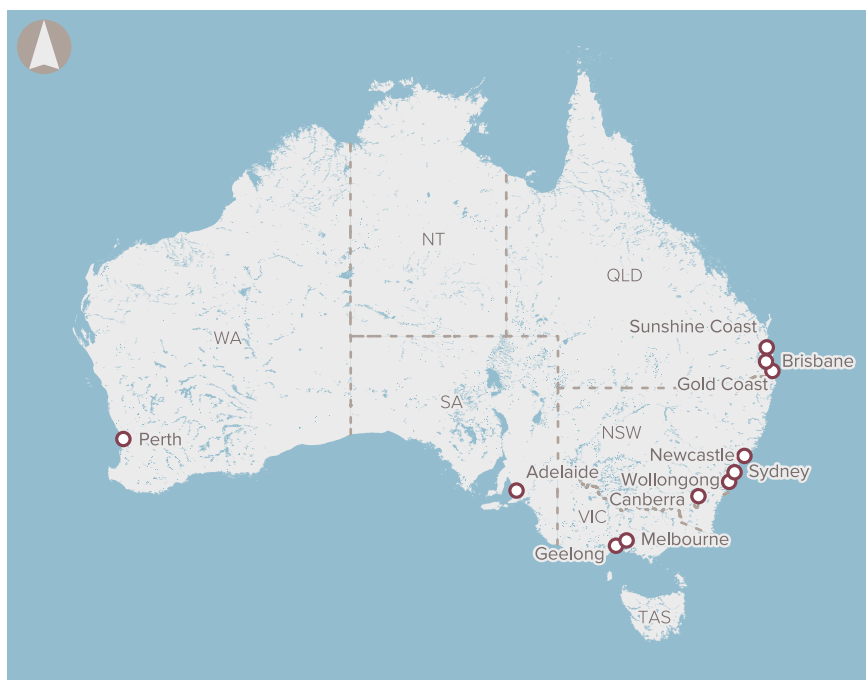 NT
QLD
Sunshine Coast
WA
Brisbane
Gold Coast
SA
NSW
Perth
Newcastle
Adelaide
Sydney
Wollongong
Canberra
VIC
Melbourne
Geelong
TAS